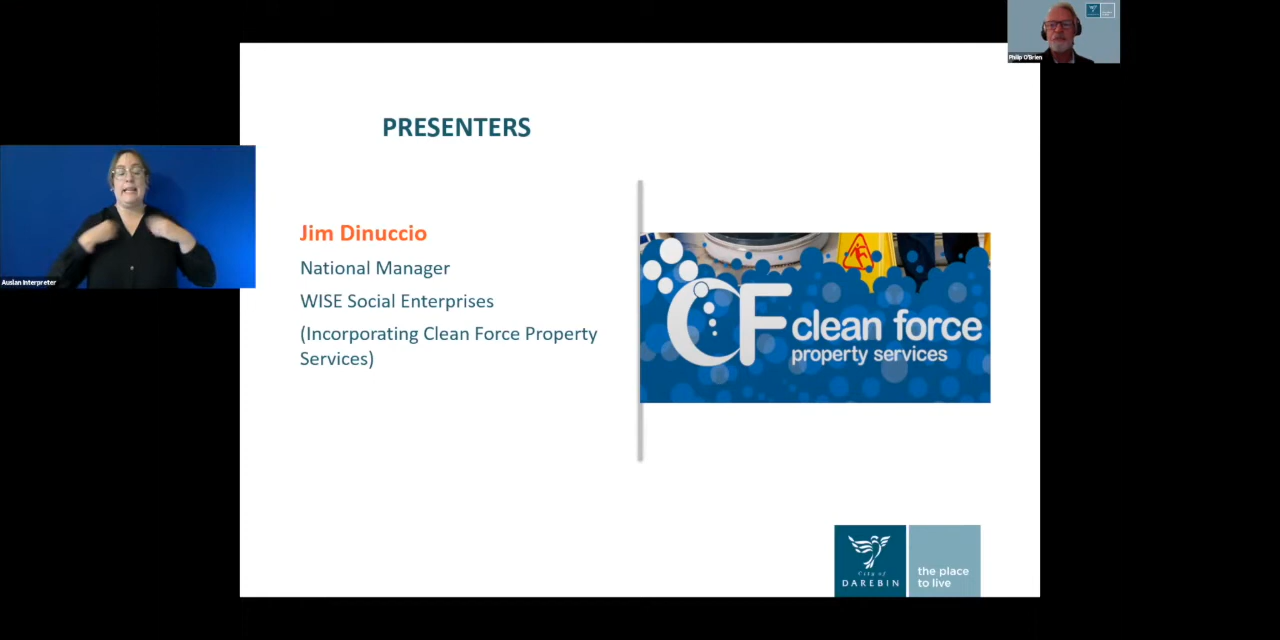 Philip O'Brien
PRESENTERS
Auslan Interpreter
Jim Dinuccio
National Manager
WISE Social Enterprises
(Incorporating Clean Force Property
Services)
CF clean force
property services
City of
DAREBIN
the place
to live